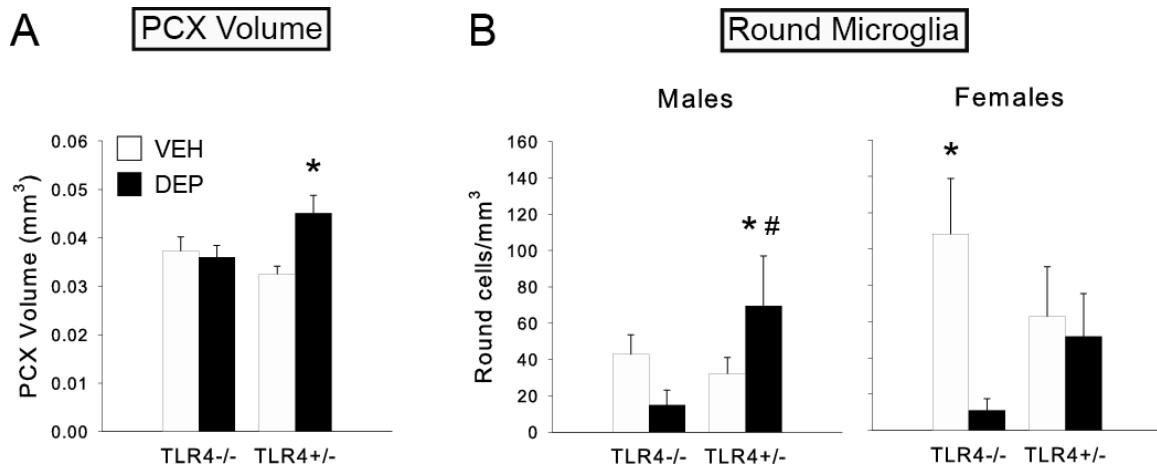 A
PCX Volume
PCX Volume (mm³)
0.06
0.05
0.04
0.03
0.02
0.01
0.00
VEH
DEP
*
TLR4-/- TLR4+/-
B
Round Microglia
Males
Round cells/mm³
160
140
120
100
80
60
40
20
0
* #
TLR4-/- TLR4+/-
Females
*
TLR4-/- TLR4+/-